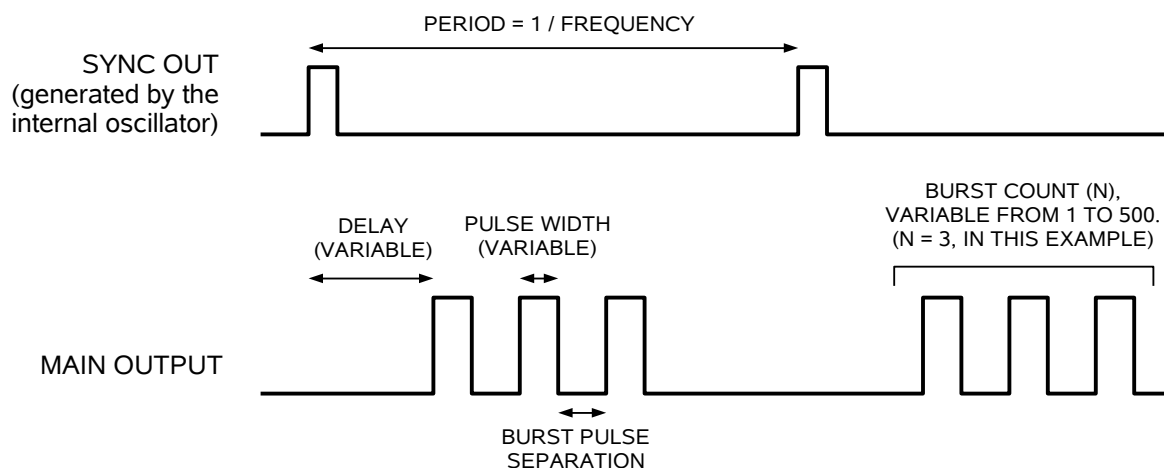 PERIOD = 1 / FREQUENCY
SYNC OUT
(generated by the
internal oscillator)
DELAY
(VARIABLE)
PULSE WIDTH
(VARIABLE)
BURST COUNT (N),
VARIABLE FROM 1 TO 500.
(N = 3, IN THIS EXAMPLE)
MAIN OUTPUT
BURST PULSE
SEPARATION